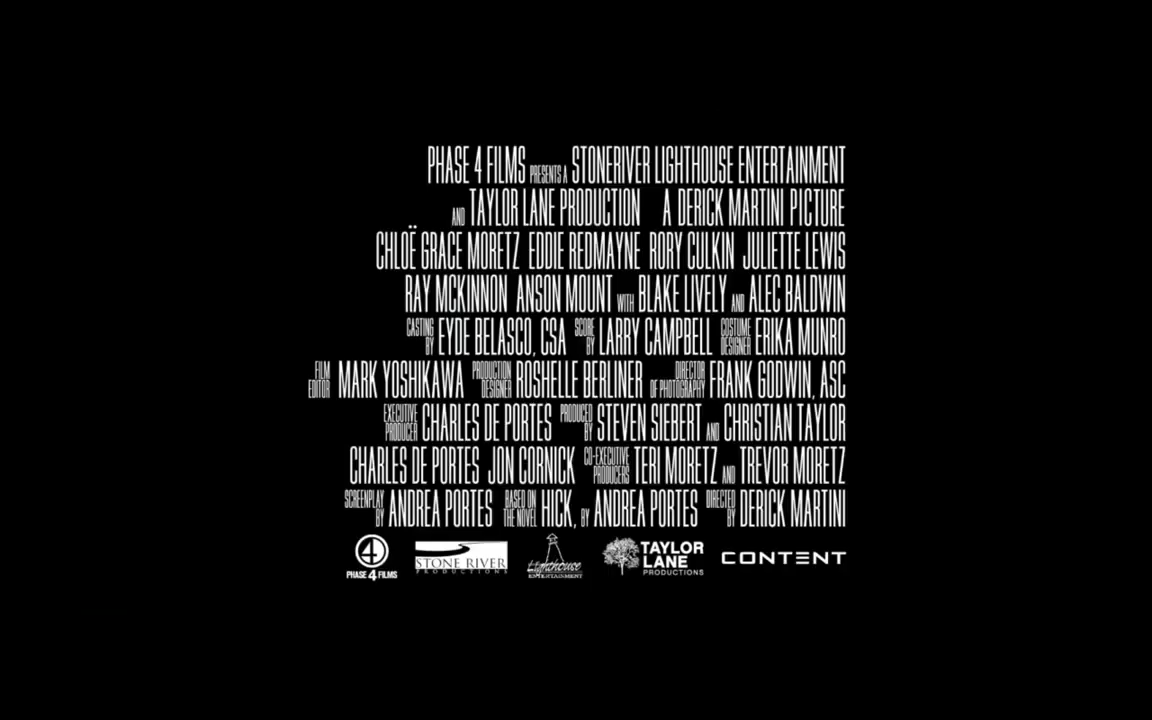 PHASE 4 FILMS PRESENTS A STONERIVER LIGHTHOUSE ENTERTAINMENT
AND TAYLOR LANE PRODUCTION A DERICK MARTINI PICTURE
CHLOË GRACE MORETZ EDDIE REDMAYNE RORY CULKIN JULIETTE LEWIS
RAY MCKINNON ANSON MOUNT WITH BLAKE LIVELY AND ALEC BALDWIN
CASTING BY EYDE BELASCO, CSA SCORE BY LARRY CAMPBELL COSTUME DESIGNER ERIKA MUNRO
FILM EDITOR MARK YOSHIKAWA PRODUCTION DESIGNER ROSHELLE BERLINER DIRECTOR OF PHOTOGRAPHY FRANK GODWIN, ASC
EXECUTIVE PRODUCER CHARLES DE PORTES PRODUCED BY STEVEN SIEBERT AND CHRISTIAN TAYLOR
CHARLES DE PORTES JON CORNICK CO-EXECUTIVE PRODUCERS TERI MORETZ AND TREVOR MORETZ
SCREENPLAY BY ANDREA PORTES BASED ON THE NOVEL HICK, BY ANDREA PORTES DIRECTED BY DERICK MARTINI
4 PHASE 4 FILMS STONE RIVER PRODUCTIONS Lighthouse ENTERTAINMENT TAYLOR LANE PRODUCTIONS CONTENT